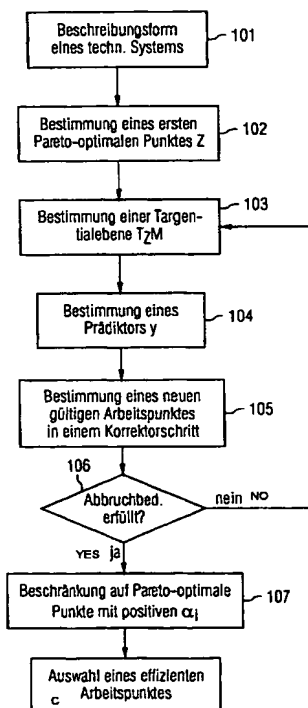 Beschreibungsform
eines techn. Systems
101
Bestimmung eines ersten
Pareto-optimalen Punktes Z
102
Bestimmung einer Targen-
tialebene TZM
103
Bestimmung eines
Prädiktors y
104
Bestimmung eines neuen
gültigen Arbeitspunktes
in einem Korrektorschritt
105
106
Abbruchbed.
erfüllt?
nein NO
YES ja
Beschränkung auf Pareto-optimale
Punkte mit positiven αi
107
Auswahl eines effizienten
Arbeitspunktes
C